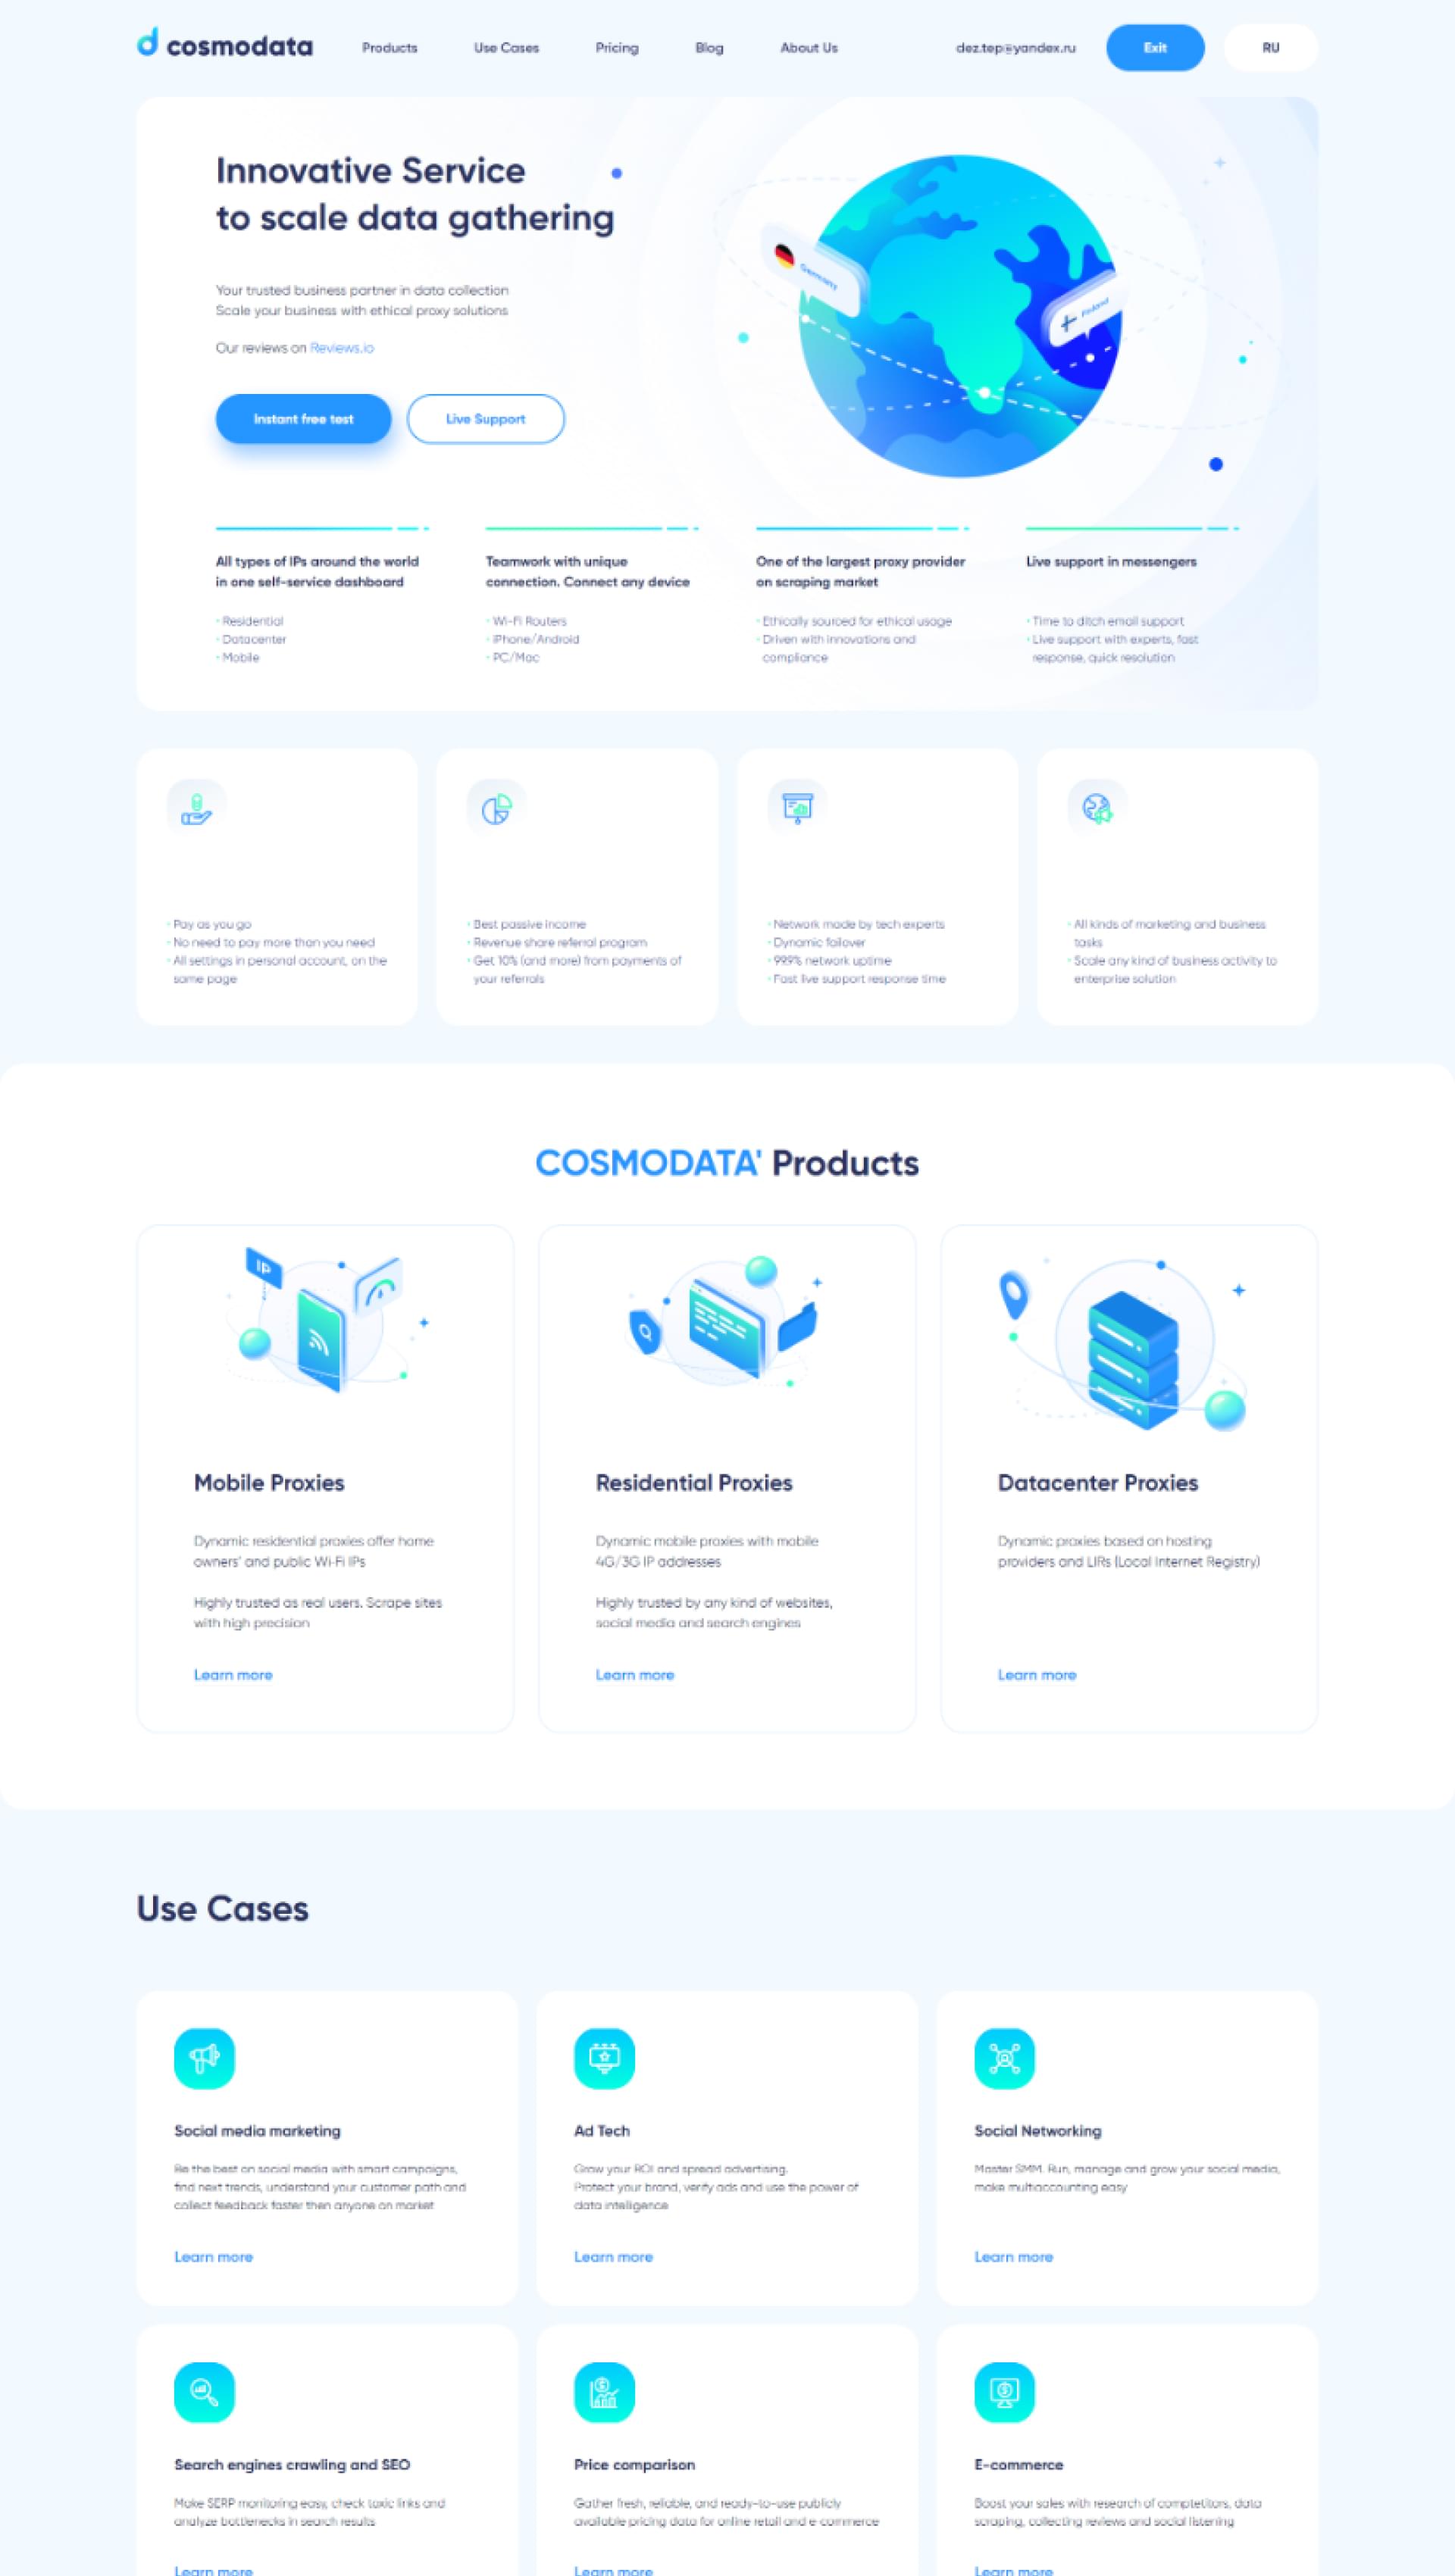 cosmodata
Products
Use Cases
Pricing
Blog
About Us
dez.tep@yandex.ru
Exit
RU
Innovative Service
to scale data gathering
Your trusted business partner in data collection
Scale your business with ethical proxy solutions
Our reviews on Reviews.io
Instant free test
Live Support
Germany
Finland
All types of IPs around the world
in one self-service dashboard
• Residential
• Datacenter
• Mobile
Teamwork with unique
connection. Connect any device
• Wi-Fi Routers
• iPhone/Android
• PC/Mac
One of the largest proxy provider
on scraping market
• Ethically sourced for ethical usage
• Driven with innovations and
compliance
Live support in messengers
• Time to ditch email support
• Live support with experts, fast
response, quick resolution
• Pay as you go
• No need to pay more than you need
• All settings in personal account, on the
same page
• Best passive income
• Revenue share referral program
• Get 10% (and more) from payments of
your referrals
• Network made by tech experts
• Dynamic failover
• 99.9% network uptime
• Fast live support response time
• All kinds of marketing and business
tasks
• Scale any kind of business activity to
enterprise solution
COSMODATA' Products
IP
Mobile Proxies
Dynamic residential proxies offer home
owners' and public Wi-Fi IPs
Highly trusted as real users. Scrape sites
with high precision
Learn more
Residential Proxies
Dynamic mobile proxies with mobile
4G/3G IP addresses
Highly trusted by any kind of websites,
social media and search engines
Learn more
Datacenter Proxies
Dynamic proxies based on hosting
providers and LIRs (Local Internet Registry)
Learn more
Use Cases
Social media marketing
Be the best on social media with smart campaigns,
find next trends, understand your customer path and
collect feedback faster then anyone on market
Learn more
Ad Tech
Grow your ROI and spread advertising.
Protect your brand, verify ads and use the power of
data intelligence
Learn more
Social Networking
Master SMM. Run, manage and grow your social media,
make multiaccounting easy
Learn more
Search engines crawling and SEO
Make SERP monitoring easy, check toxic links and
analyze bottlenecks in search results
Learn more
Price comparison
Gather fresh, reliable, and ready-to-use publicly
available pricing data for online retail and e-commerce
Learn more
E-commerce
Boost your sales with research of comptetitors, data
scraping, collecting reviews and social listening
Learn more